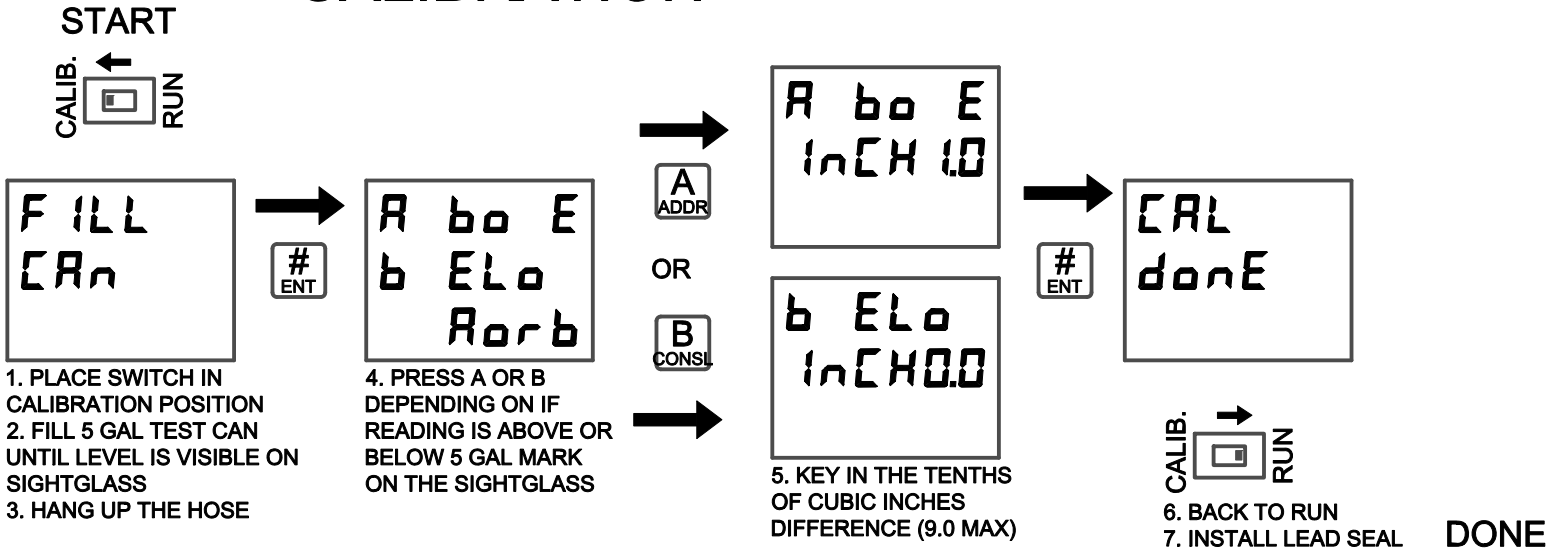 START
CALIB.
RUN
F ILL
CAn
1. PLACE SWITCH IN
CALIBRATION POSITION
2. FILL 5 GAL TEST CAN
UNTIL LEVEL IS VISIBLE ON
SIGHTGLASS
3. HANG UP THE HOSE
#
ENT
A bo E
b ELo
Aorb
4. PRESS A OR B
DEPENDING ON IF
READING IS ABOVE OR
BELOW 5 GAL MARK
ON THE SIGHTGLASS
A
ADDR
OR
B
CONSL
A bo E
InCH 1.0
b ELo
InCH0.0
5. KEY IN THE TENTHS
OF CUBIC INCHES
DIFFERENCE (9.0 MAX)
#
ENT
CAL
donE
CALIB.
RUN
6. BACK TO RUN
7. INSTALL LEAD SEAL
DONE